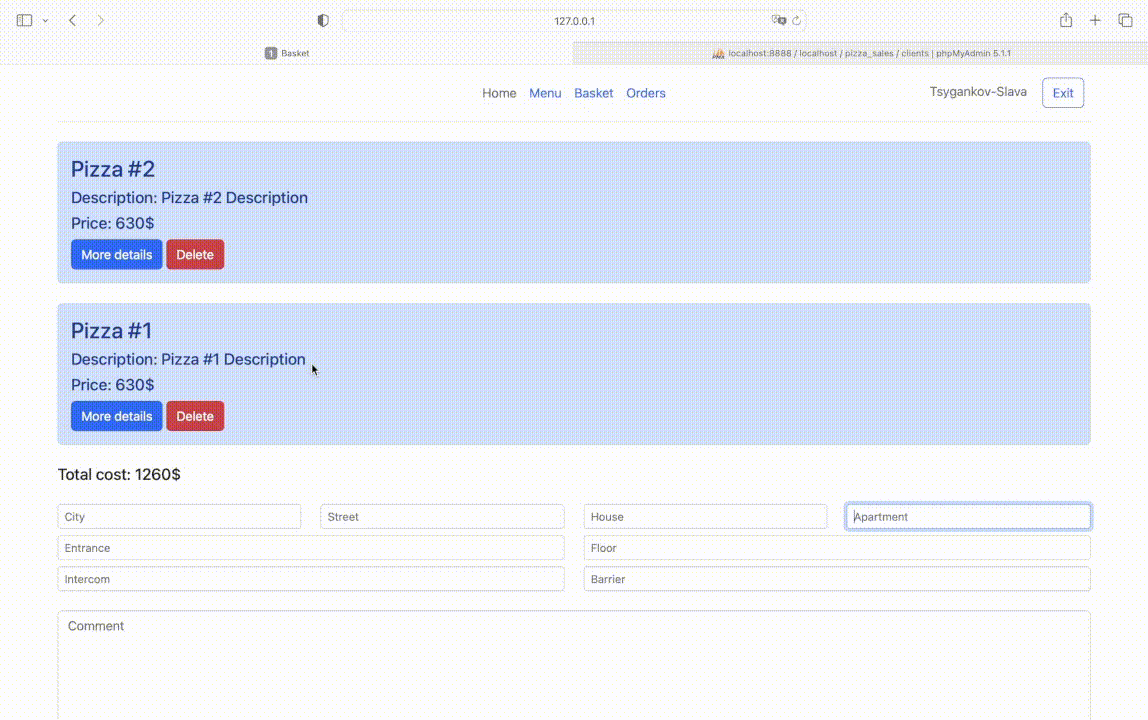 127.0.0.1
1 Basket
localhost:8888 / localhost / pizza_sales / clients | phpMyAdmin 5.1.1
Home Menu Basket Orders Tsygankov-Slava Exit
Pizza #2
Description: Pizza #2 Description
Price: 630$
More details Delete
Pizza #1
Description: Pizza #1 Description
Price: 630$
More details Delete
Total cost: 1260$
City Street House Apartment
Entrance Floor
Intercom Barrier
Comment